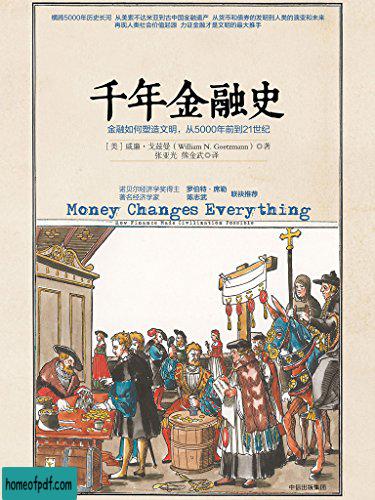 横跨5000年历史长河 从美索不达米亚到古中国金融遗产 从货币和债券的发明到人类的演变和未来
再现人类社会价值起源 力证金融才是文明的最大推手
千年金融史
金融如何塑造文明，从5000年前到21世纪
［美］威廉·戈兹曼（William N. Goetzmann）◎著
张亚光 熊金武◎译
诺贝尔经济学奖得主 罗伯特·席勒
著名经济学家 陈志武
联袂推荐
Money Changes Everything
How Finance Made Civilization Possible
中信出版集团
homeofpdf.com